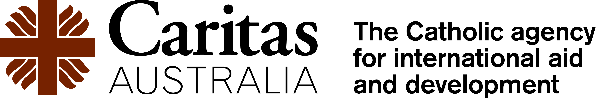 Caritas
AUSTRALIA
The Catholic agency
for international aid
and development